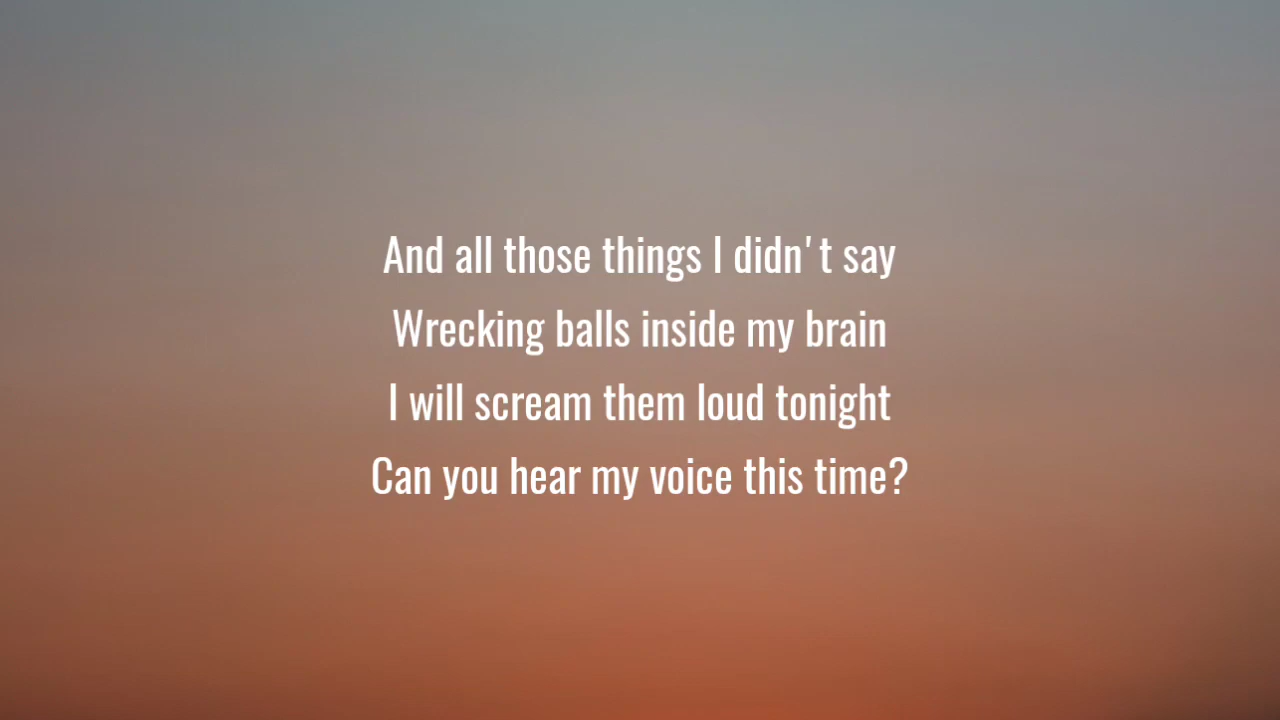 And all those things I didn't say
Wrecking balls inside my brain
I will scream them loud tonight
Can you hear my voice this time?